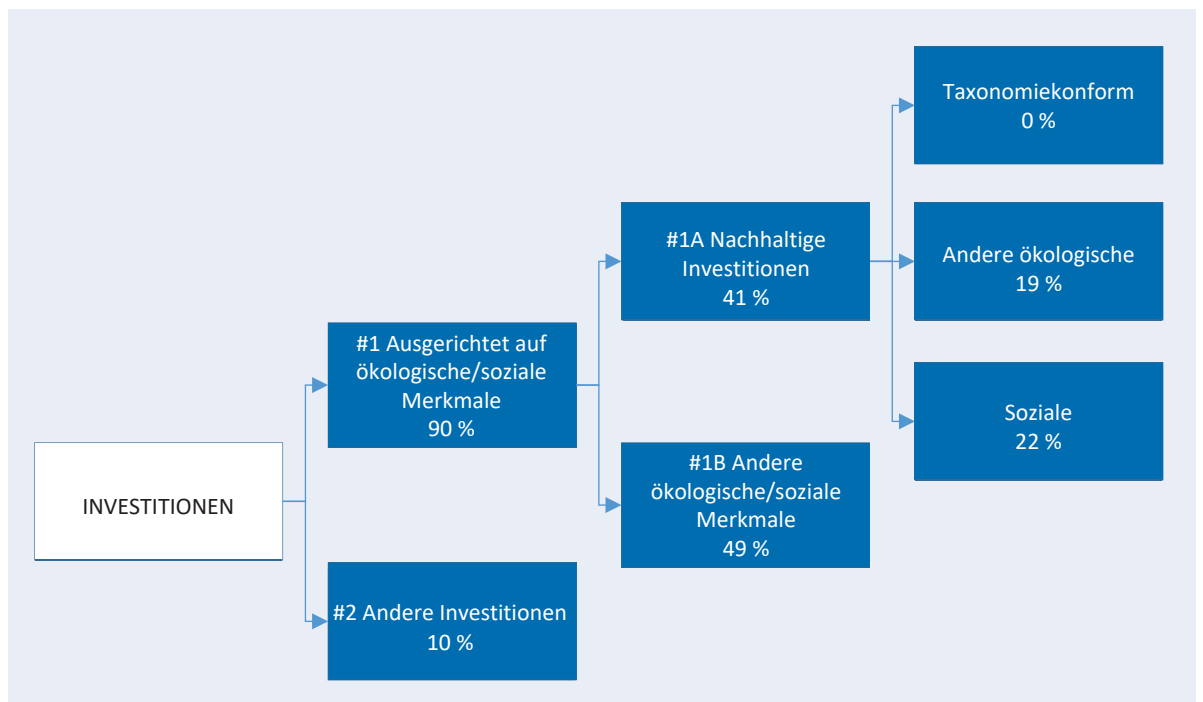 INVESTITIONEN
#1 Ausgerichtet auf
ökologische/soziale
Merkmale
90 %
#2 Andere Investitionen
10 %
#1A Nachhaltige
Investitionen
41 %
#1B Andere
ökologische/soziale
Merkmale
49 %
Taxonomiekonform
0 %
Andere ökologische
19 %
Soziale
22 %